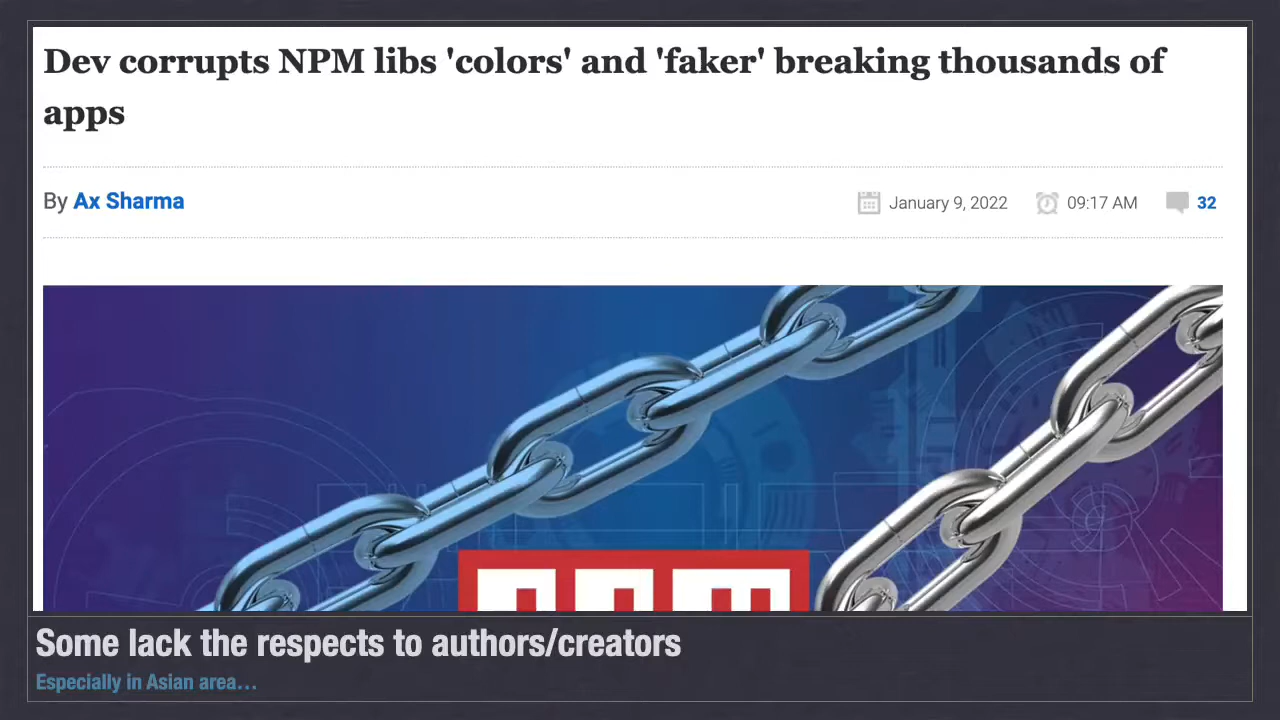 Dev corrupts NPM libs 'colors' and 'faker' breaking thousands of
apps
By Ax Sharma
January 9, 2022 09:17 AM 32
npm
Some lack the respects to authors/creators
Especially in Asian area…